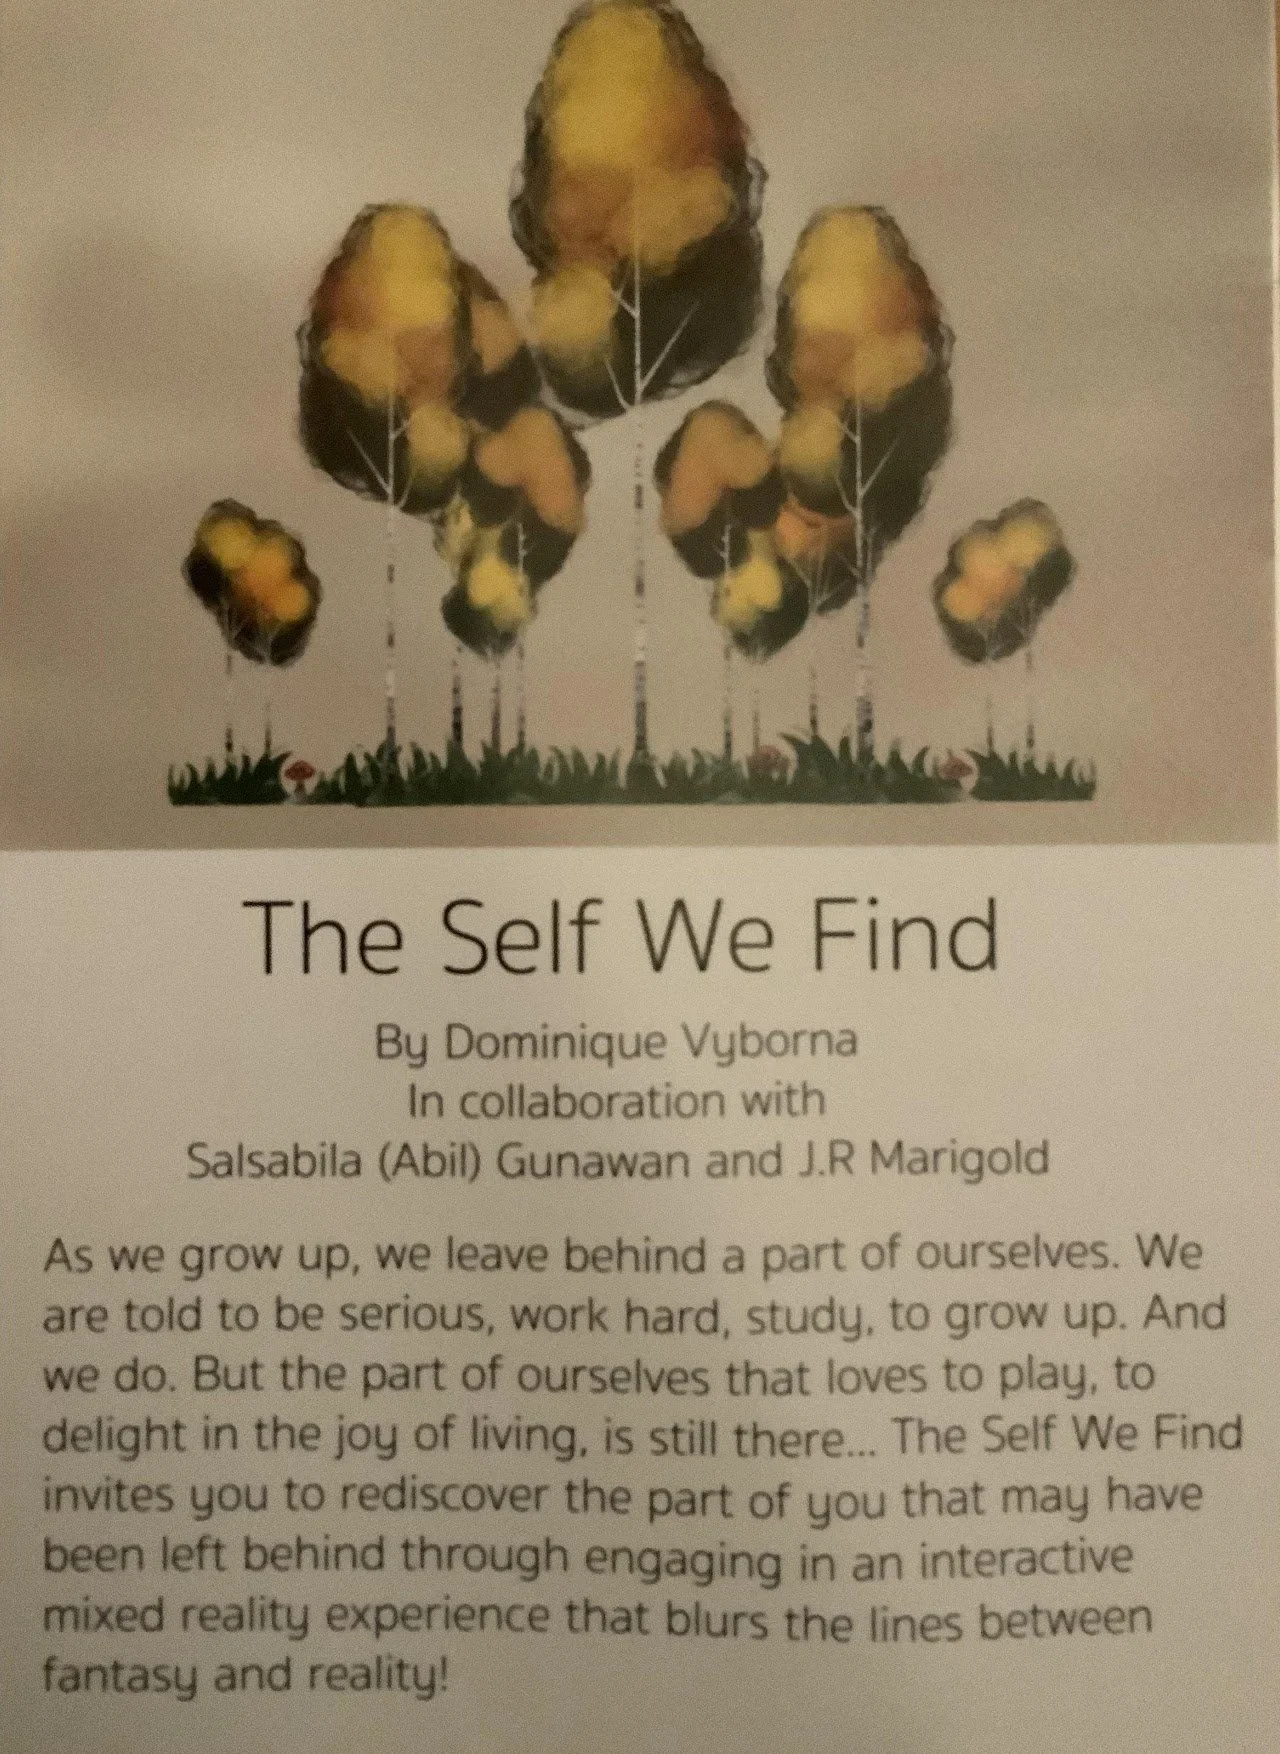 The Self We Find
By Dominique Vyborna
In collaboration with
Salsabila (Abil) Gunawan and J.R Marigold
As we grow up, we leave behind a part of ourselves. We
are told to be serious, work hard, study, to grow up. And
we do. But the part of ourselves that loves to play, to
delight in the joy of living, is still there... The Self We Find
invites you to rediscover the part of you that may have
been left behind through engaging in an interactive
mixed reality experience that blurs the lines between
fantasy and reality!